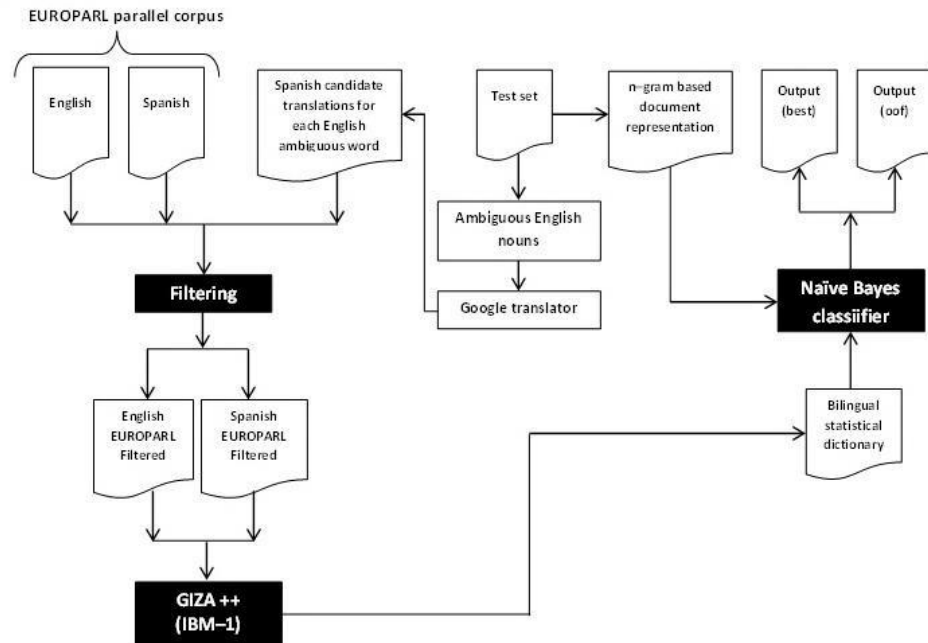 EUROPARL parallel corpus
English
Spanish
Spanish candidate
translations for
each English
ambiguous word
Test set
n–gram based
document
representation
Output
(best)
Output
(oof)
Ambiguous English
nouns
Google translator
Filtering
Naïve Bayes
classiifier
English
EUROPARL
Filtered
Spanish
EUROPARL
Filtered
Bilingual
statistical
dictionary
GIZA ++
(IBM–1)